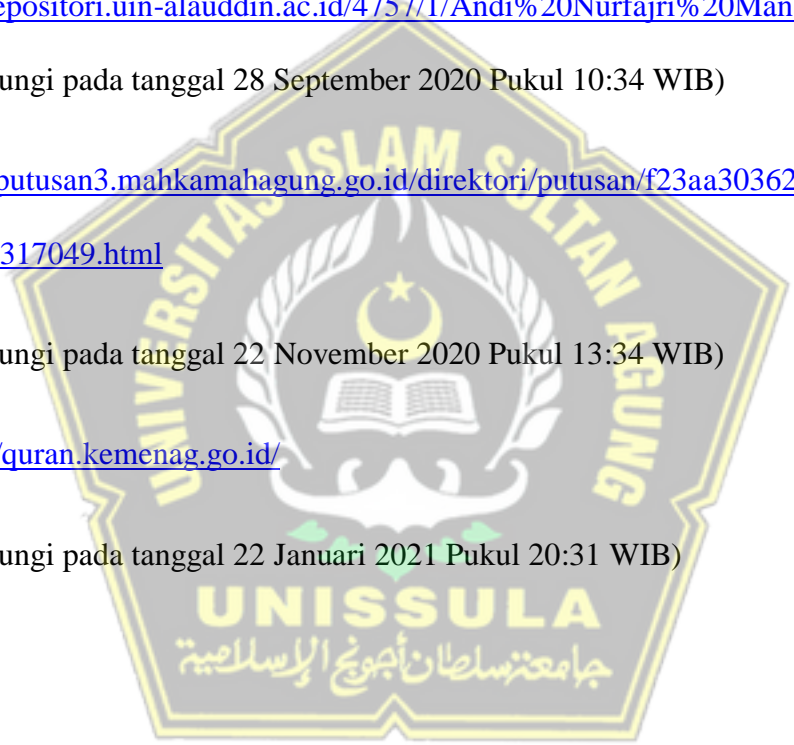 epositori.uin-alauddin.ac.id/4757/1/Andi%20Nurfajri%20Man
ungi pada tanggal 28 September 2020 Pukul 10:34 WIB)
putusan3.mahkamahagung.go.id/direktori/putusan/f23aa30362
317049.html
ungi pada tanggal 22 November 2020 Pukul 13:34 WIB)
/quran.kemenag.go.id/
ungi pada tanggal 22 Januari 2021 Pukul 20:31 WIB)
UNIVERSITAS ISLAM SULTAN AGUNG
UNISSULA
جامعة سلطان أجونج الإسلامية